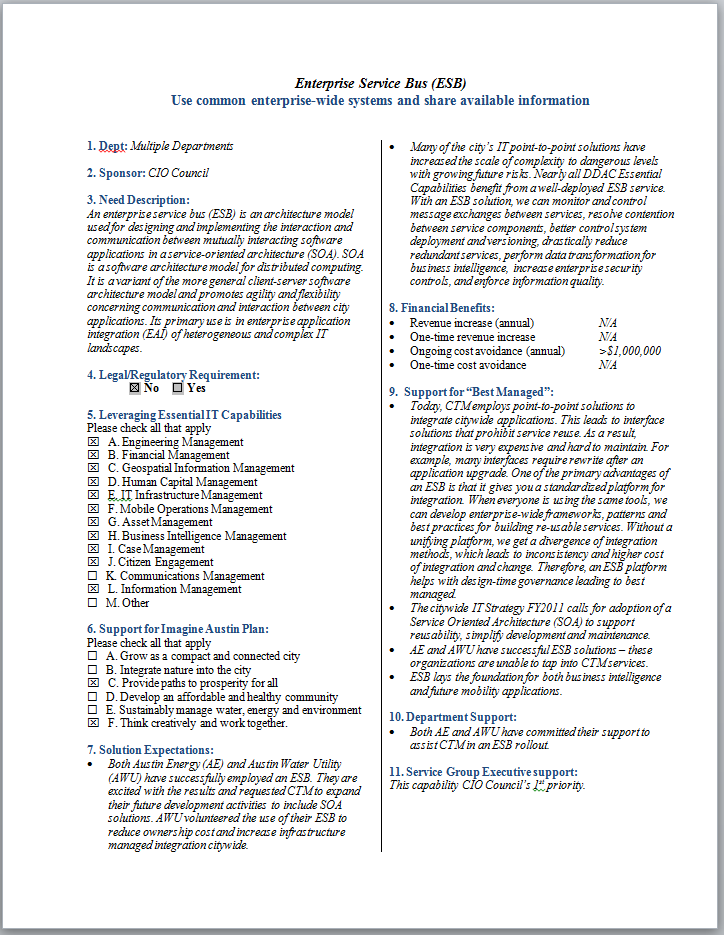 Enterprise Service Bus (ESB)
Use common enterprise-wide systems and share available information
1. Dept: Multiple Departments
2. Sponsor: CIO Council
3. Need Description:
An enterprise service bus (ESB) is an architecture model
used for designing and implementing the interaction and
communication between mutually interacting software
applications in a service-oriented architecture (SOA). SOA
is a software architecture model for distributed computing.
It is a variant of the more general client-server software
architecture model and promotes agility and flexibility
concerning communication and interaction between city
applications. Its primary use is in enterprise application
integration (EAI) of heterogeneous and complex IT
landscapes.
4. Legal/Regulatory Requirement:
☒ No ☐ Yes
5. Leveraging Essential IT Capabilities
Please check all that apply
☒ A. Engineering Management
☒ B. Financial Management
☒ C. Geospatial Information Management
☒ D. Human Capital Management
☒ E. IT Infrastructure Management
☒ F. Mobile Operations Management
☒ G. Asset Management
☒ H. Business Intelligence Management
☒ I. Case Management
☒ J. Citizen Engagement
☐ K. Communications Management
☒ L. Information Management
☐ M. Other
6. Support for Imagine Austin Plan:
Please check all that apply
☐ A. Grow as a compact and connected city
☐ B. Integrate nature into the city
☒ C. Provide paths to prosperity for all
☐ D. Develop an affordable and healthy community
☐ E. Sustainably manage water, energy and environment
☒ F. Think creatively and work together.
7. Solution Expectations:
• Both Austin Energy (AE) and Austin Water Utility
(AWU) have successfully employed an ESB. They are
excited with the results and requested CTM to expand
their future development activities to include SOA
solutions. AWU volunteered the use of their ESB to
reduce ownership cost and increase infrastructure
managed integration citywide.
• Many of the city's IT point-to-point solutions have
increased the scale of complexity to dangerous levels
with growing future risks. Nearly all DDAC Essential
Capabilities benefit from a well-deployed ESB service.
With an ESB solution, we can monitor and control
message exchanges between services, resolve contention
between service components, better control system
deployment and versioning, drastically reduce
redundant services, perform data transformation for
business intelligence, increase enterprise security
controls, and enforce information quality.
8. Financial Benefits:
• Revenue increase (annual) N/A
• One-time revenue increase N/A
• Ongoing cost avoidance (annual) >$1,000,000
• One-time cost avoidance N/A
9. Support for “Best Managed”:
• Today, CTM employs point-to-point solutions to
integrate citywide applications. This leads to interface
solutions that prohibit service reuse. As a result,
integration is very expensive and hard to maintain. For
example, many interfaces require rewrite after an
application upgrade. One of the primary advantages of
an ESB is that it gives you a standardized platform for
integration. When everyone is using the same tools, we
can develop enterprise-wide frameworks, patterns and
best practices for building re-usable services. Without a
unifying platform, we get a divergence of integration
methods, which leads to inconsistency and higher cost
of integration and change. Therefore, an ESB platform
helps with design-time governance leading to best
managed.
• The citywide IT Strategy FY2011 calls for adoption of a
Service Oriented Architecture (SOA) to support
reusability, simplify development and maintenance.
• AE and AWU have successful ESB solutions – these
organizations are unable to tap into CTM services.
• ESB lays the foundation for both business intelligence
and future mobility applications.
10. Department Support:
• Both AE and AWU have committed their support to
assist CTM in an ESB rollout.
11. Service Group Executive support:
This capability CIO Council's 1st priority.